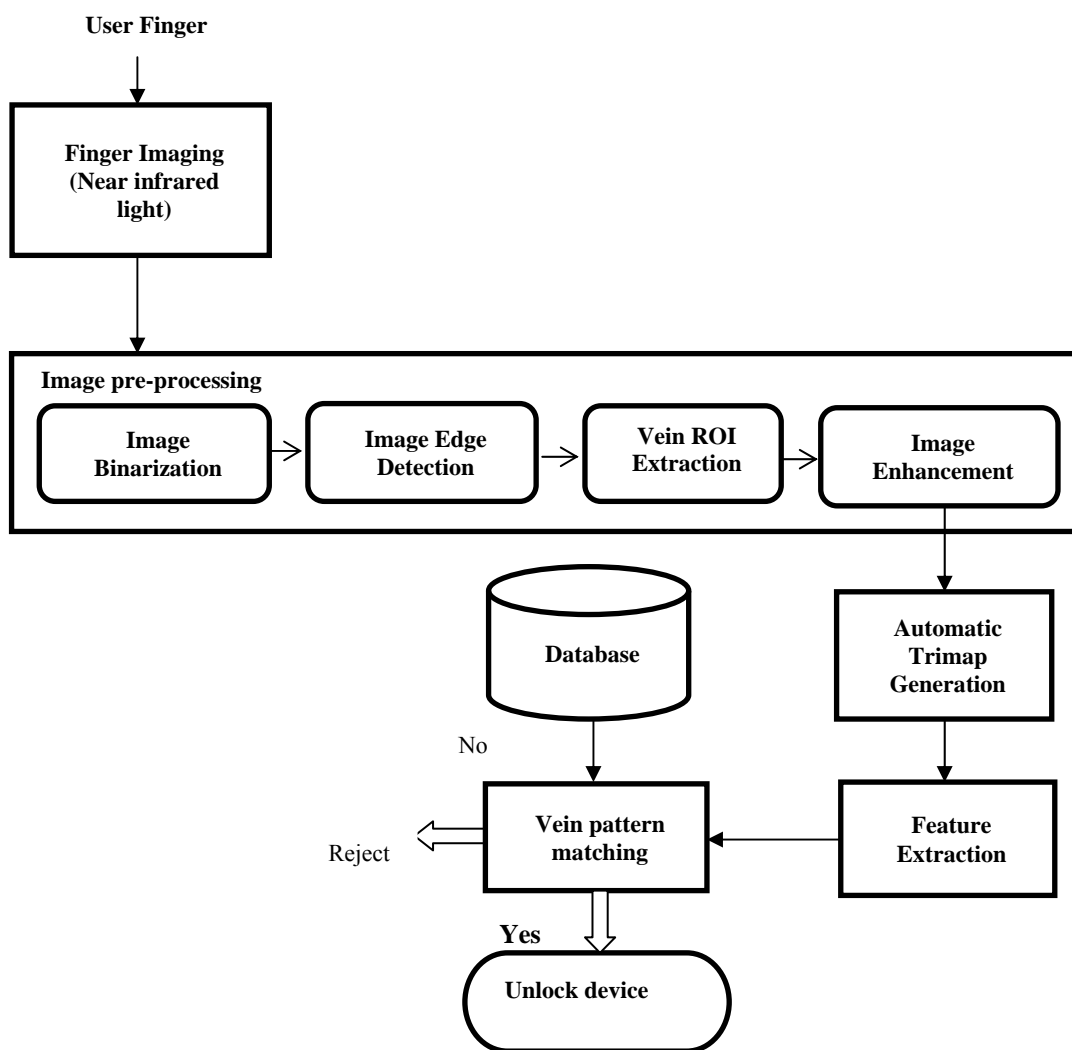 User Finger
Finger Imaging
(Near infrared
light)
Image pre-processing
Image
Binarization
Image Edge
Detection
Vein ROI
Extraction
Image
Enhancement
Database
Automatic
Trimap
Generation
No
Vein pattern
matching
Reject
Feature
Extraction
Yes
Unlock device